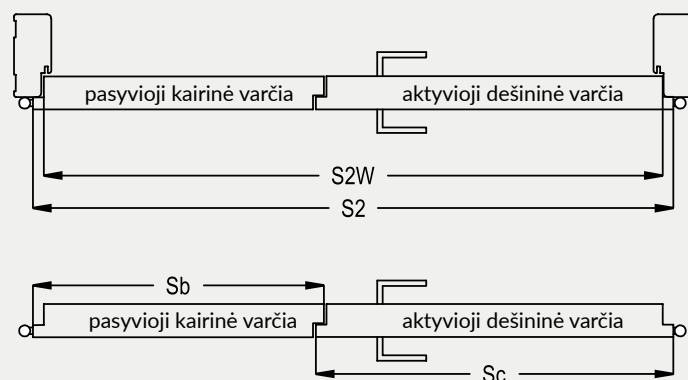 pasyvioji kairinė varčia aktyvioji dešininė varčia
S2W
S2
Sb
pasyvioji kairinė varčia aktyvioji dešininė varčia
Sc